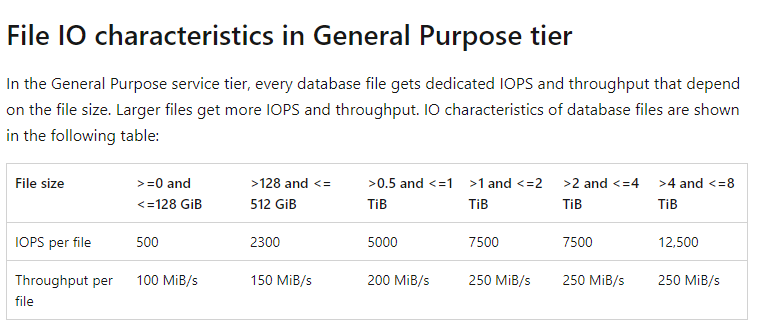 File IO characteristics in General Purpose tier
In the General Purpose service tier, every database file gets dedicated IOPS and throughput that depend
on the file size. Larger files get more IOPS and throughput. IO characteristics of database files are shown
in the following table:
File size >=0 and >128 and <= >0.5 and <=1 >1 and <=2 >2 and <=4 >4 and <=8
<=128 GiB 512 GiB TiB TiB TiB TiB
IOPS per file 500 2300 5000 7500 7500 12,500
Throughput per 100 MiB/s 150 MiB/s 200 MiB/s 250 MiB/s 250 MiB/s 250 MiB/s
file